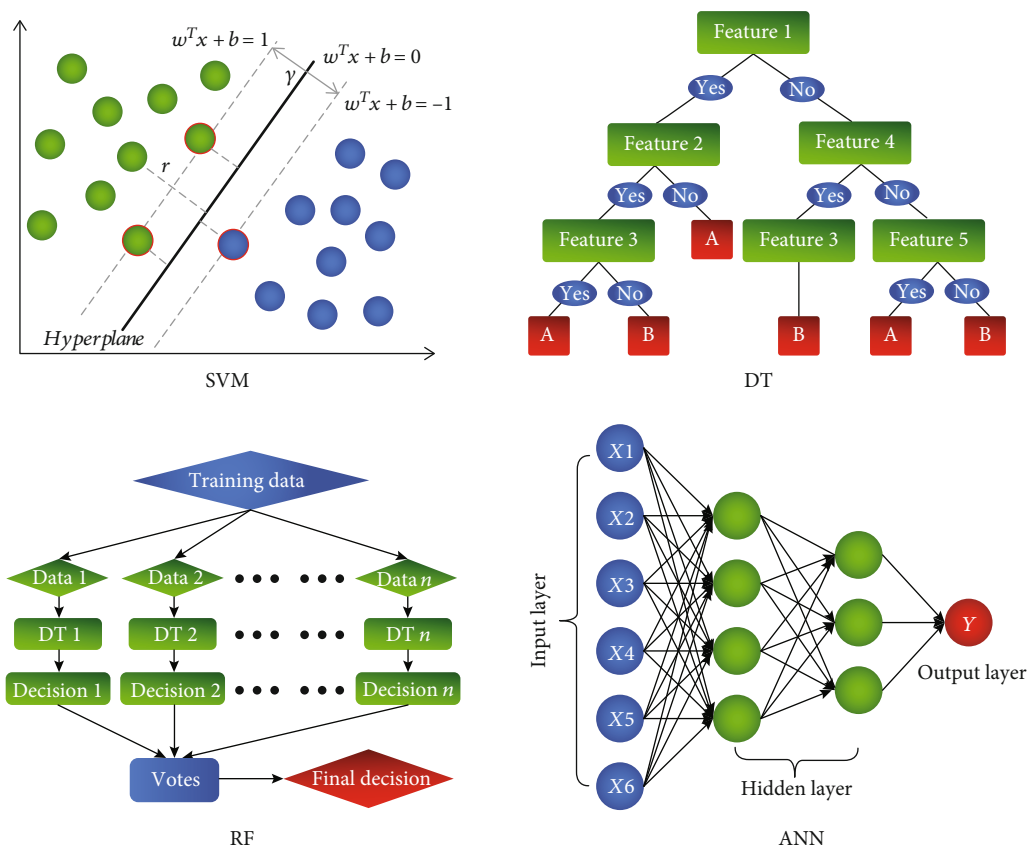 wᵀx + b = 1
wᵀx + b = 0
γ
wᵀx + b = −1
r
Hyperplane
SVM
Feature 1
Yes
No
Feature 2
Feature 4
Yes
No
Yes
No
Feature 3
A
Feature 3
Feature 5
Yes
No
Yes
No
A
B
B
A
B
DT
Training data
Data 1
Data 2
Data n
DT 1
DT 2
DT n
Decision 1
Decision 2
Decision n
Votes
Final decision
RF
Input layer
X1
X2
X3
X4
X5
X6
Y
Output layer
Hidden layer
ANN